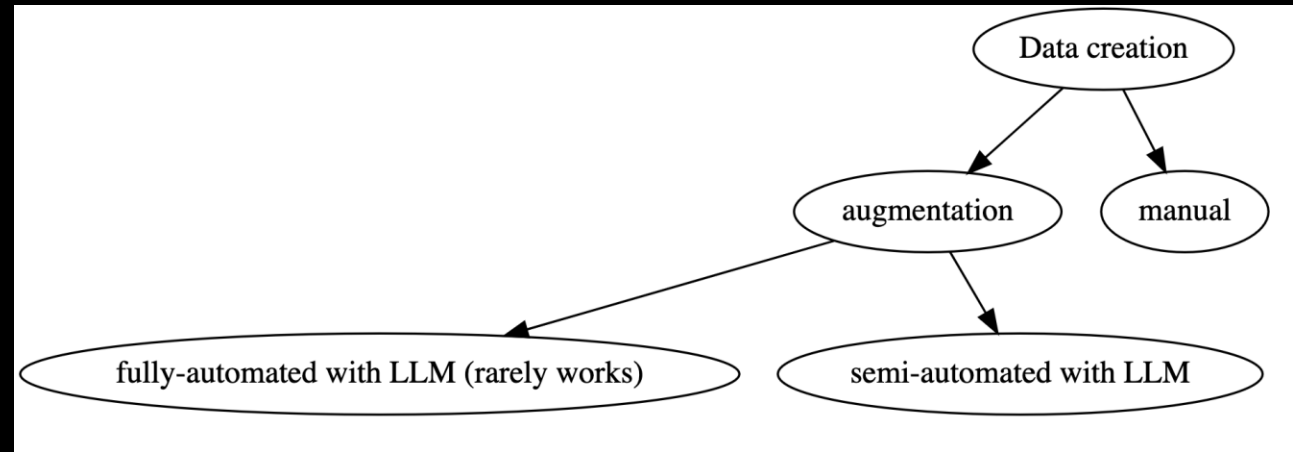 Data creation
augmentation
manual
fully-automated with LLM (rarely works)
semi-automated with LLM